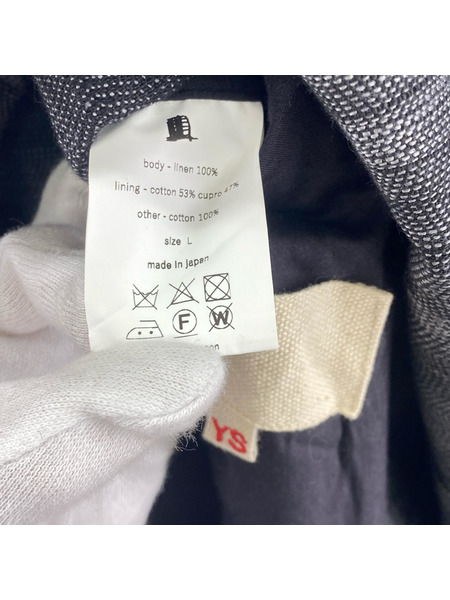 body - linen 100%
lining - cotton 53% cupro 47%
other - cotton 100%
size L
made in japan
F
W
YS